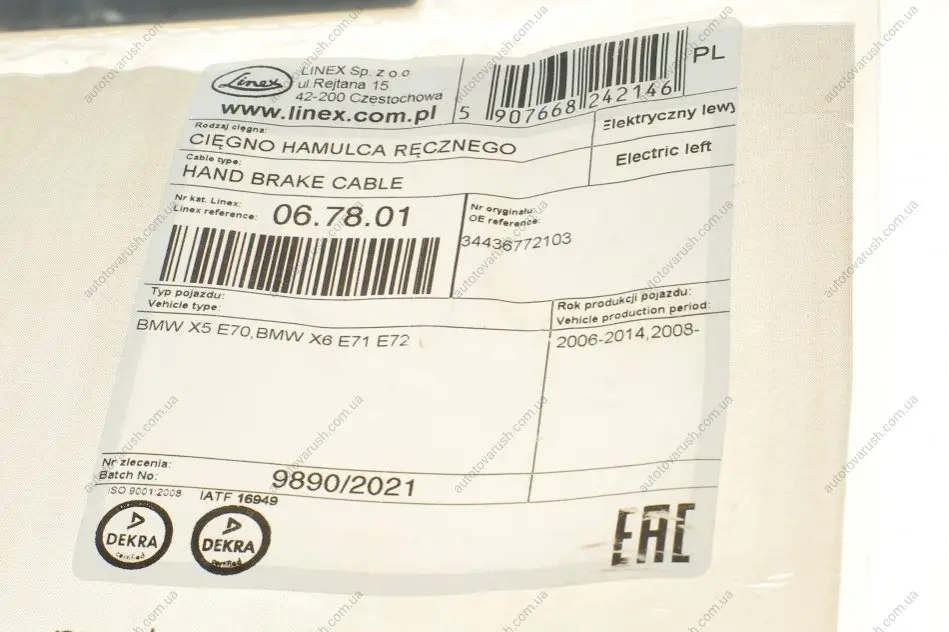 Linex
LINEX Sp. z o.o.
ul.Rejtana 15
42-200 Częstochowa
www.linex.com.pl
5 907668 242146
PL
Rodzaj cięgna:
CIĘGNO HAMULCA RĘCZNEGO
Elektryczny lewy
Cable type:
HAND BRAKE CABLE
Electric left
Nr kat. Linex:
Linex reference:
06.78.01
Nr oryginału:
OE reference:
34436772103
Typ pojazdu:
Vehicle type:
BMW X5 E70,BMW X6 E71 E72
Rok produkcji pojazdu:
Vehicle production period:
2006-2014,2008-
Nr zlecenia:
Batch No:
9890/2021
ISO 9001:2008
IATF 16949
DEKRA
certified
DEKRA
certified
EAC
autotovarush.com.ua